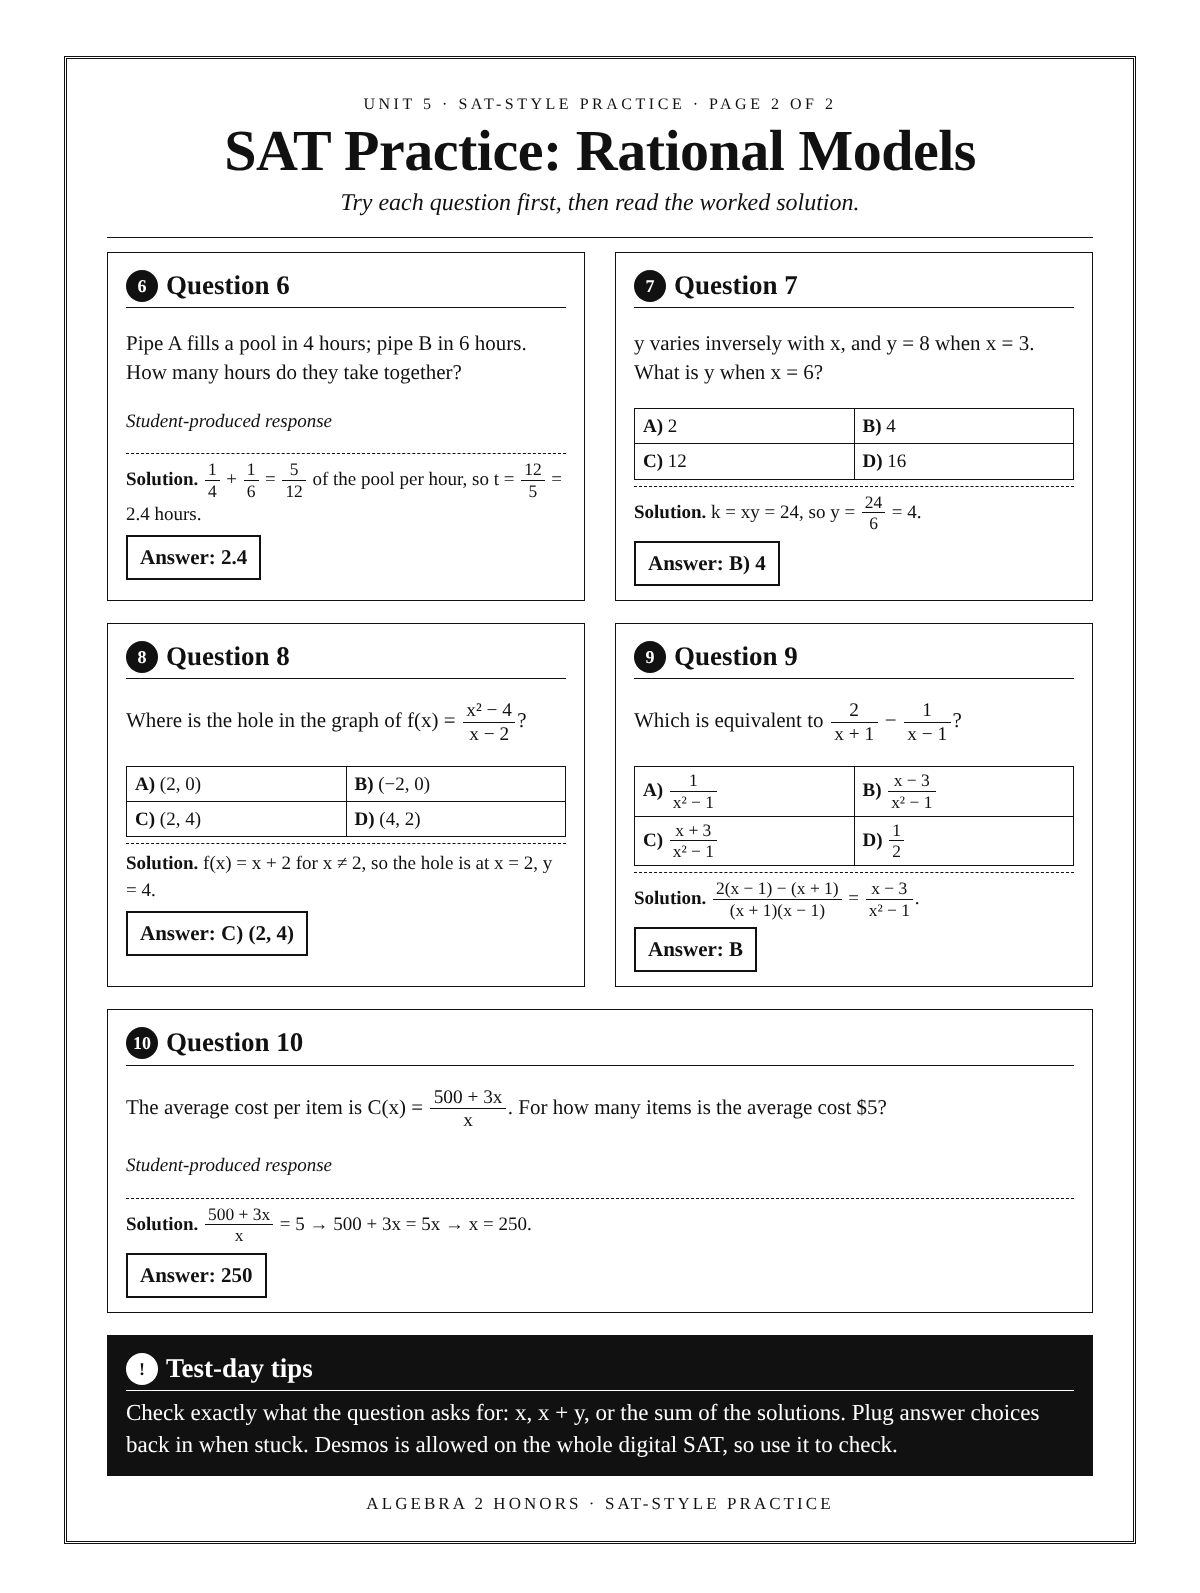 UNIT 5 · SAT-STYLE PRACTICE · PAGE 2 OF 2
SAT Practice: Rational Models
Try each question first, then read the worked solution.
6 Question 6
Pipe A fills a pool in 4 hours; pipe B in 6 hours.
How many hours do they take together?
Student-produced response
Solution. 1/4 + 1/6 = 5/12 of the pool per hour, so t = 12/5 =
2.4 hours.
Answer: 2.4
7 Question 7
y varies inversely with x, and y = 8 when x = 3.
What is y when x = 6?
A) 2 B) 4
C) 12 D) 16
Solution. k = xy = 24, so y = 24/6 = 4.
Answer: B) 4
8 Question 8
Where is the hole in the graph of f(x) = (x² − 4)/(x − 2)?
A) (2, 0) B) (−2, 0)
C) (2, 4) D) (4, 2)
Solution. f(x) = x + 2 for x ≠ 2, so the hole is at x = 2, y
= 4.
Answer: C) (2, 4)
9 Question 9
Which is equivalent to 2/(x + 1) − 1/(x − 1)?
A) 1/(x² − 1) B) (x − 3)/(x² − 1)
C) (x + 3)/(x² − 1) D) 1/2
Solution. (2(x − 1) − (x + 1))/((x + 1)(x − 1)) = (x − 3)/(x² − 1).
Answer: B
10 Question 10
The average cost per item is C(x) = (500 + 3x)/x. For how many items is the average cost $5?
Student-produced response
Solution. (500 + 3x)/x = 5 → 500 + 3x = 5x → x = 250.
Answer: 250
! Test-day tips
Check exactly what the question asks for: x, x + y, or the sum of the solutions. Plug answer choices
back in when stuck. Desmos is allowed on the whole digital SAT, so use it to check.
ALGEBRA 2 HONORS · SAT-STYLE PRACTICE